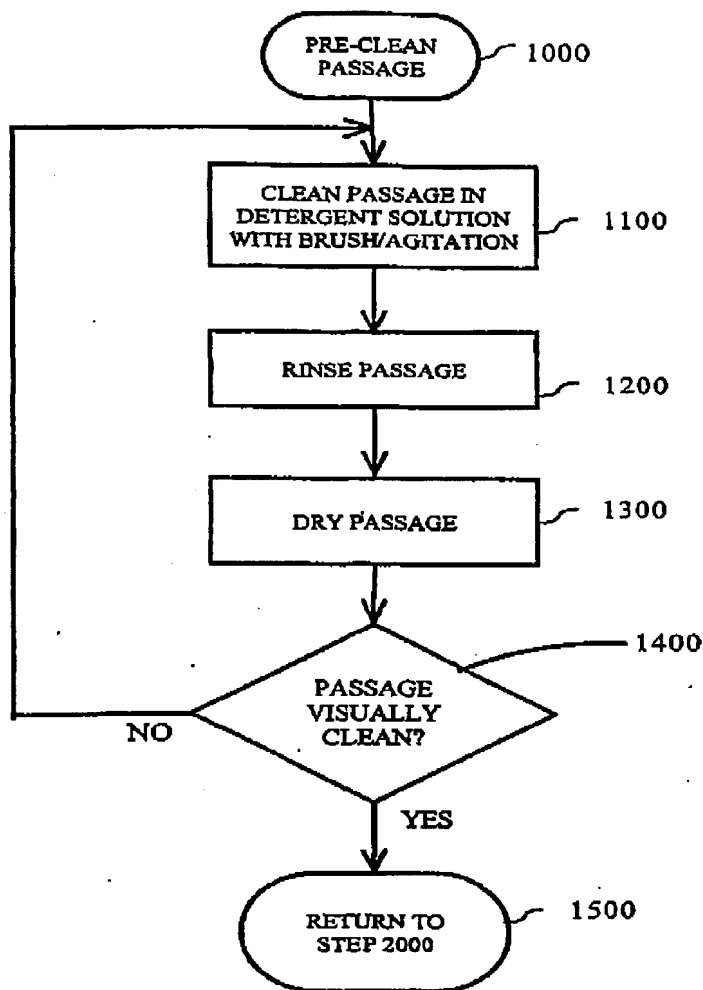 PRE-CLEAN
PASSAGE
1000
CLEAN PASSAGE IN
DETERGENT SOLUTION
WITH BRUSH/AGITATION
1100
RINSE PASSAGE
1200
DRY PASSAGE
1300
1400
PASSAGE
VISUALLY
CLEAN?
NO
YES
RETURN TO
STEP 2000
1500